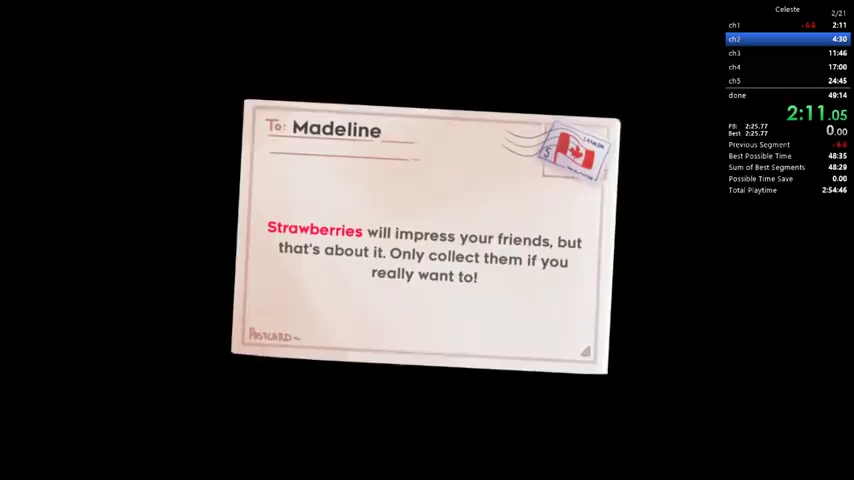 Celeste
2/21
ch1 -6.6 2:11
ch2 4:30
ch3 11:46
ch4 17:00
ch5 24:45
done 49:14
2:11.05
PB: 2:25.77
Best: 2:25.77
0.00
Previous Segment -6.6
Best Possible Time 48:35
Sum of Best Segments 48:29
Possible Time Save 0.00
Total Playtime 2:54:46
To: Madeline
CANADA
5
Strawberries will impress your friends, but
that's about it. Only collect them if you
really want to!
POSTCARD~